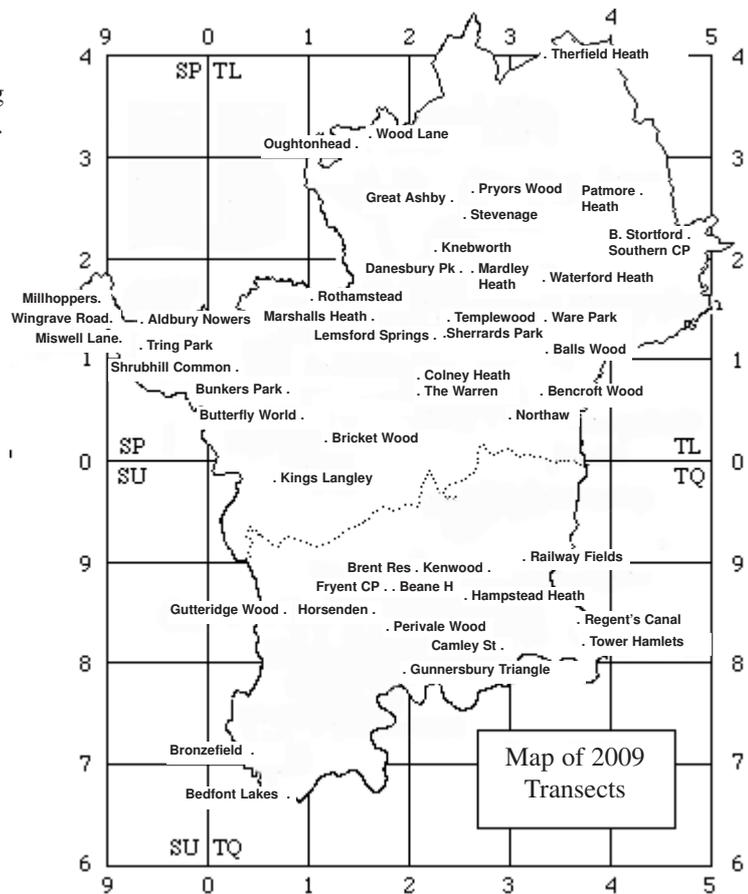 9 0 1 2 3 4 5
4 SP TL . Therfield Heath 4
g
. Wood Lane
Oughtonhead .
3 3
. Pryors Wood Patmore .
Great Ashby . Heath
. Stevenage
B. Stortford .
. Knebworth Southern CP
2 Danesbury Pk . . Mardley 2
Heath . Waterford Heath
Millhoppers. . Rothamstead
Wingrave Road. . Aldbury Nowers Marshalls Heath . . Templewood . Ware Park
Miswell Lane. Lemsford Springs . . Sherrards Park
. Tring Park . Balls Wood
1 1
Shrubhill Common . . Colney Heath
Bunkers Park . . The Warren . Bencroft Wood
Butterfly World . . Northaw
. Bricket Wood
SP TL
0 0
SU TQ
. Kings Langley
9 . Railway Fields 9
Brent Res . Kenwood .
Fryent CP . . Beane H
. Hampstead Heath
Gutteridge Wood . Horsenden .
. Regent's Canal
. Perivale Wood
Camley St . . Tower Hamlets
8 . Gunnersbury Triangle 8
Bronzefield .
7 7
Map of 2009
Transects
Bedfont Lakes .
SU TQ
6 6
9 0 1 2 3 4 5